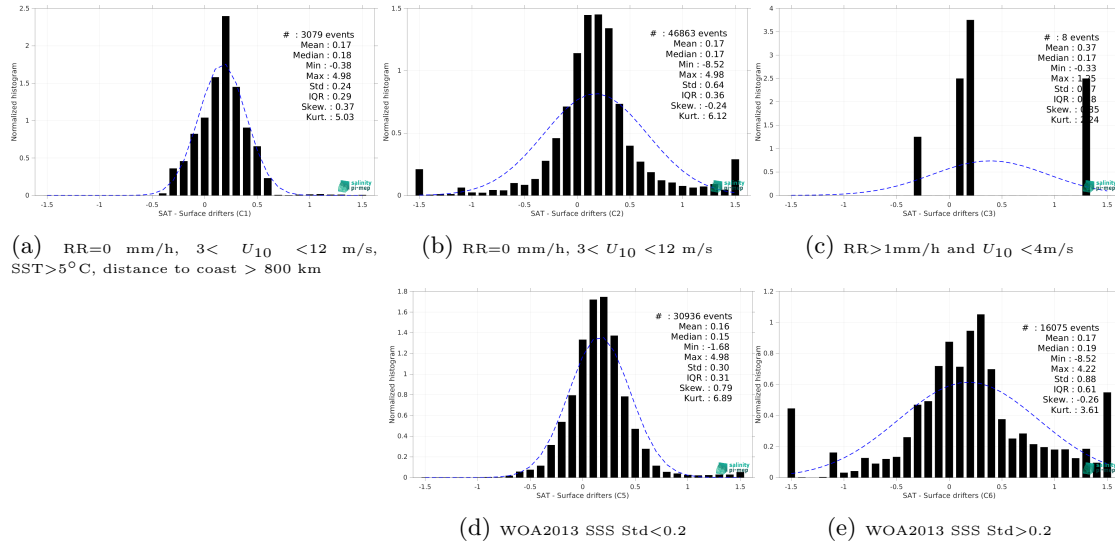 2.5
2
1.5
1
0.5
0
Normalized histogram
# : 3079 events
Mean : 0.17
Median : 0.18
Min : -0.38
Max : 4.98
Std : 0.24
IQR : 0.29
Skew. : 0.37
Kurt. : 5.03
salinity
pi-mep
-1.5 -1 -0.5 0 0.5 1 1.5
SAT - Surface drifters (C1)
(a) RR=0 mm/h, 3< U10 <12 m/s,
SST>5°C, distance to coast > 800 km
1.5
1
0.5
0
Normalized histogram
# : 46863 events
Mean : 0.17
Median : 0.17
Min : -8.52
Max : 4.98
Std : 0.64
IQR : 0.36
Skew. : -0.24
Kurt. : 6.12
salinity
pi-mep
-1.5 -1 -0.5 0 0.5 1 1.5
SAT - Surface drifters (C2)
(b) RR=0 mm/h, 3< U10 <12 m/s
4
3.5
3
2.5
2
1.5
1
0.5
0
Normalized histogram
# : 8 events
Mean : 0.37
Median : 0.17
Min : -0.33
Max :
Std :
IQR :
Skew. :
Kurt. :
salinity
pi-mep
-1.5 -1 -0.5 0 0.5 1 1.5
SAT - Surface drifters (C3)
(c) RR>1mm/h and U10 <4m/s
1.8
1.6
1.4
1.2
1
0.8
0.6
0.4
0.2
0
Normalized histogram
# : 30936 events
Mean : 0.16
Median : 0.15
Min : -1.68
Max : 4.98
Std : 0.30
IQR : 0.31
Skew. : 0.79
Kurt. : 6.89
salinity
pi-mep
-1.5 -1 -0.5 0 0.5 1 1.5
SAT - Surface drifters (C5)
(d) WOA2013 SSS Std<0.2
1.2
1
0.8
0.6
0.4
0.2
0
Normalized histogram
# : 16075 events
Mean : 0.17
Median : 0.19
Min : -8.52
Max : 4.22
Std : 0.88
IQR : 0.61
Skew. : -0.26
Kurt. : 3.61
salinity
pi-mep
-1.5 -1 -0.5 0 0.5 1 1.5
SAT - Surface drifters (C6)
(e) WOA2013 SSS Std>0.2